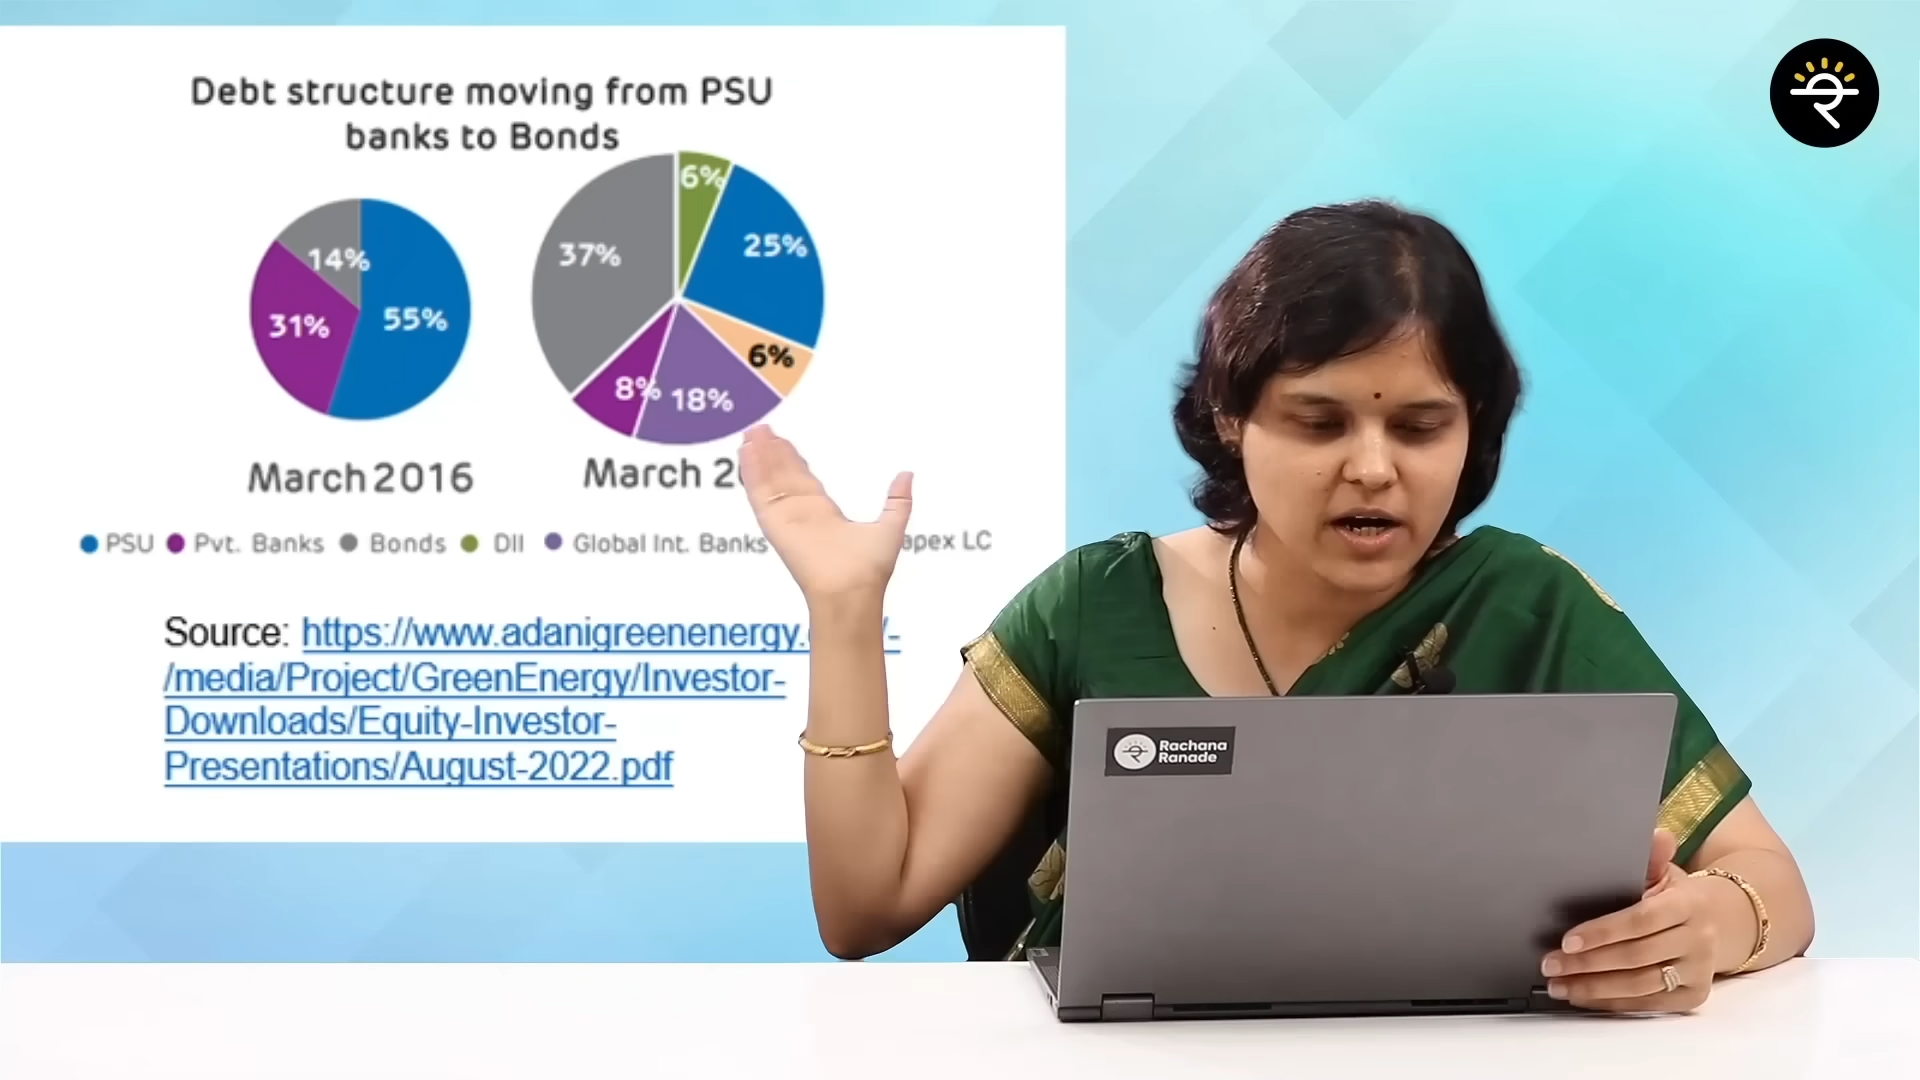 Debt structure moving from PSU
banks to Bonds
6%
25%
37%
14%
31%
55%
6%
8%
18%
March 2016
March
PSU Pvt. Banks Bonds DII Global Int. Banks LC
Source: https://www.adanigreenenergy. /-
/media/Project/GreenEnergy/Investor-
Downloads/Equity-Investor-
Presentations/August-2022.pdf
Rachana
Ranade